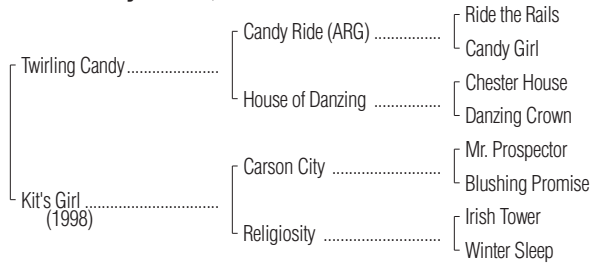 Ride the Rails
Candy Ride (ARG) ................
Candy Girl
Twirling Candy ......................
Chester House
House of Danzing ................
Danzing Crown
Mr. Prospector
Carson City ..........................
Blushing Promise
Kit's Girl ................................
(1998)
Irish Tower
Religiosity ............................
Winter Sleep